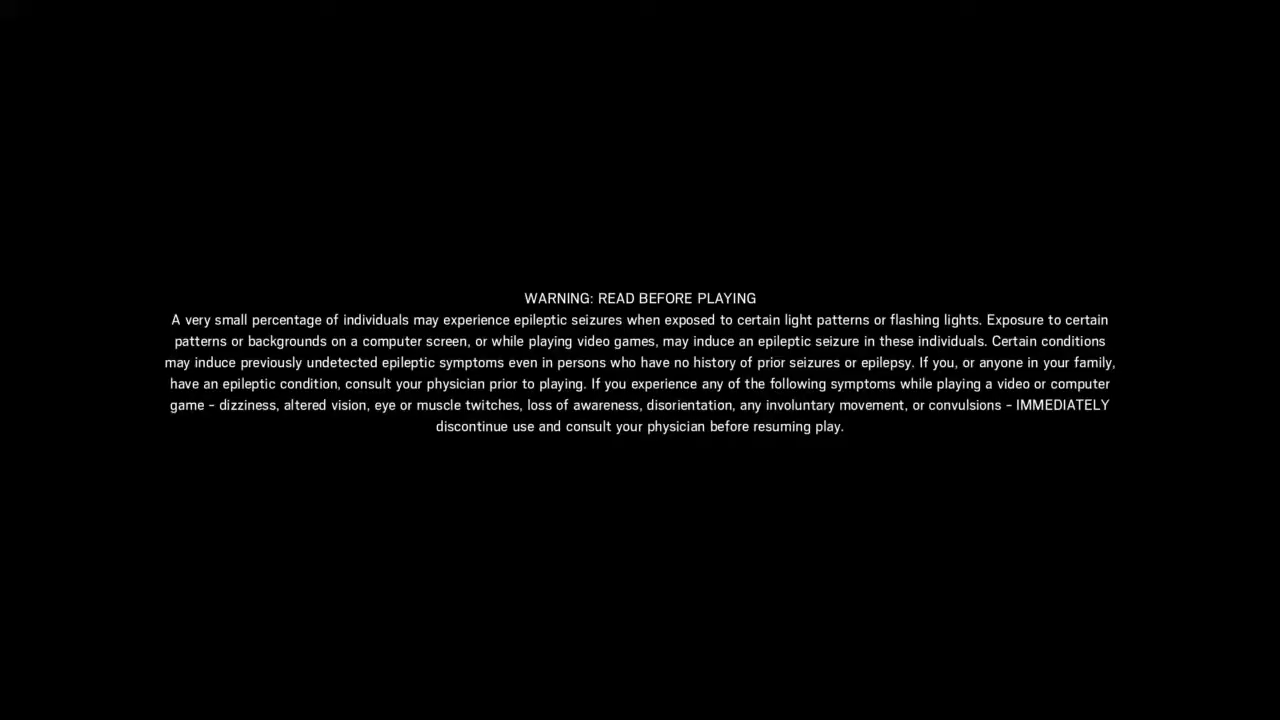 WARNING: READ BEFORE PLAYING
A very small percentage of individuals may experience epileptic seizures when exposed to certain light patterns or flashing lights. Exposure to certain
patterns or backgrounds on a computer screen, or while playing video games, may induce an epileptic seizure in these individuals. Certain conditions
may induce previously undetected epileptic symptoms even in persons who have no history of prior seizures or epilepsy. If you, or anyone in your family,
have an epileptic condition, consult your physician prior to playing. If you experience any of the following symptoms while playing a video or computer
game – dizziness, altered vision, eye or muscle twitches, loss of awareness, disorientation, any involuntary movement, or convulsions – IMMEDIATELY
discontinue use and consult your physician before resuming play.